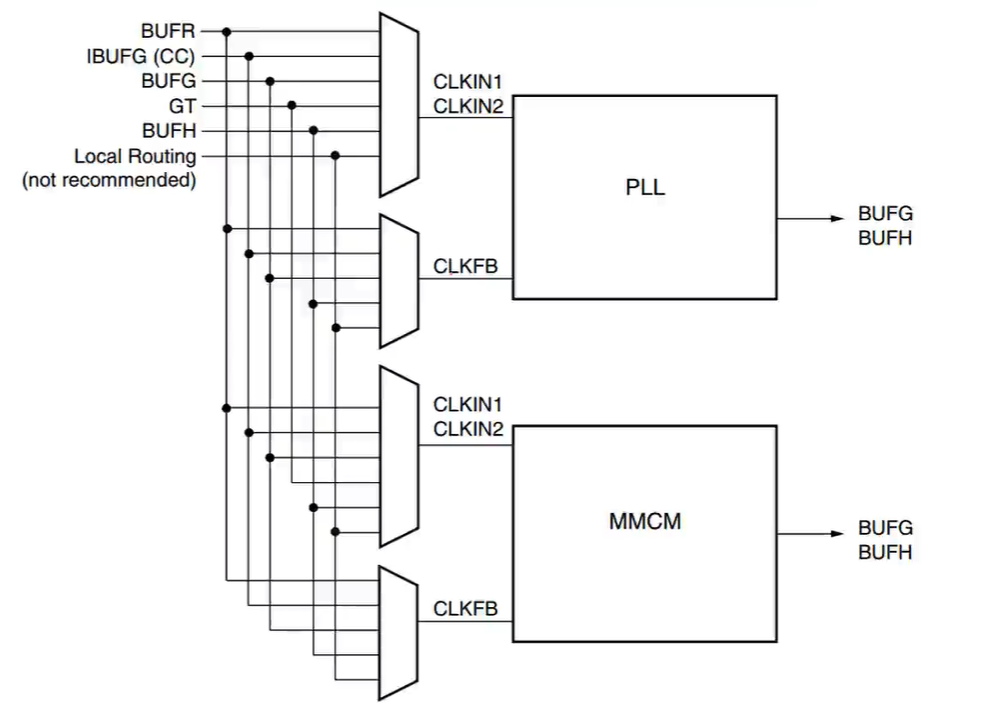 BUFR
IBUFG (CC)
BUFG
GT
BUFH
Local Routing
(not recommended)
CLKIN1
CLKIN2
PLL
BUFG
BUFH
CLKFB
CLKIN1
CLKIN2
MMCM
BUFG
BUFH
CLKFB